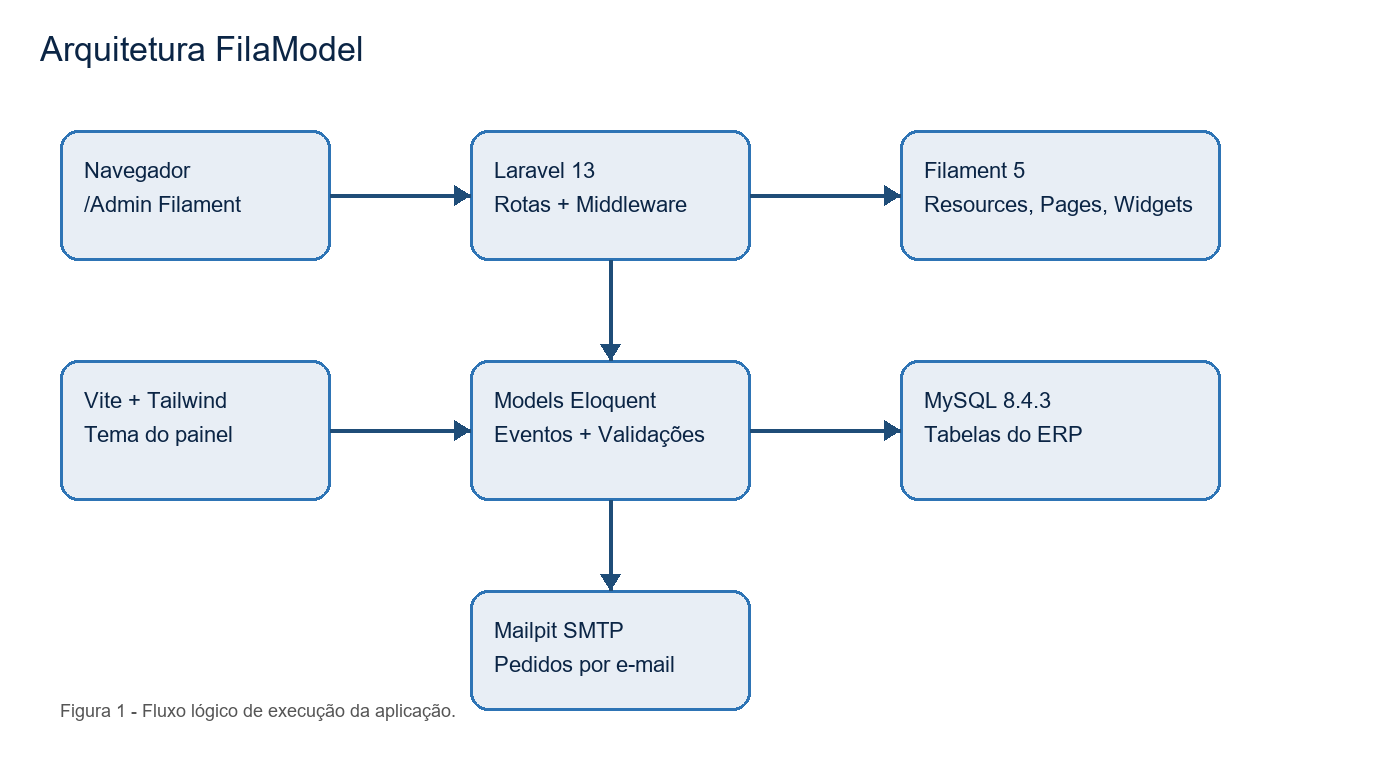 Arquitetura FilaModel
Navegador
/Admin Filament
Laravel 13
Rotas + Middleware
Filament 5
Resources, Pages, Widgets
Vite + Tailwind
Tema do painel
Models Eloquent
Eventos + Validações
MySQL 8.4.3
Tabelas do ERP
Mailpit SMTP
Pedidos por e-mail
Figura 1 - Fluxo lógico de execução da aplicação.